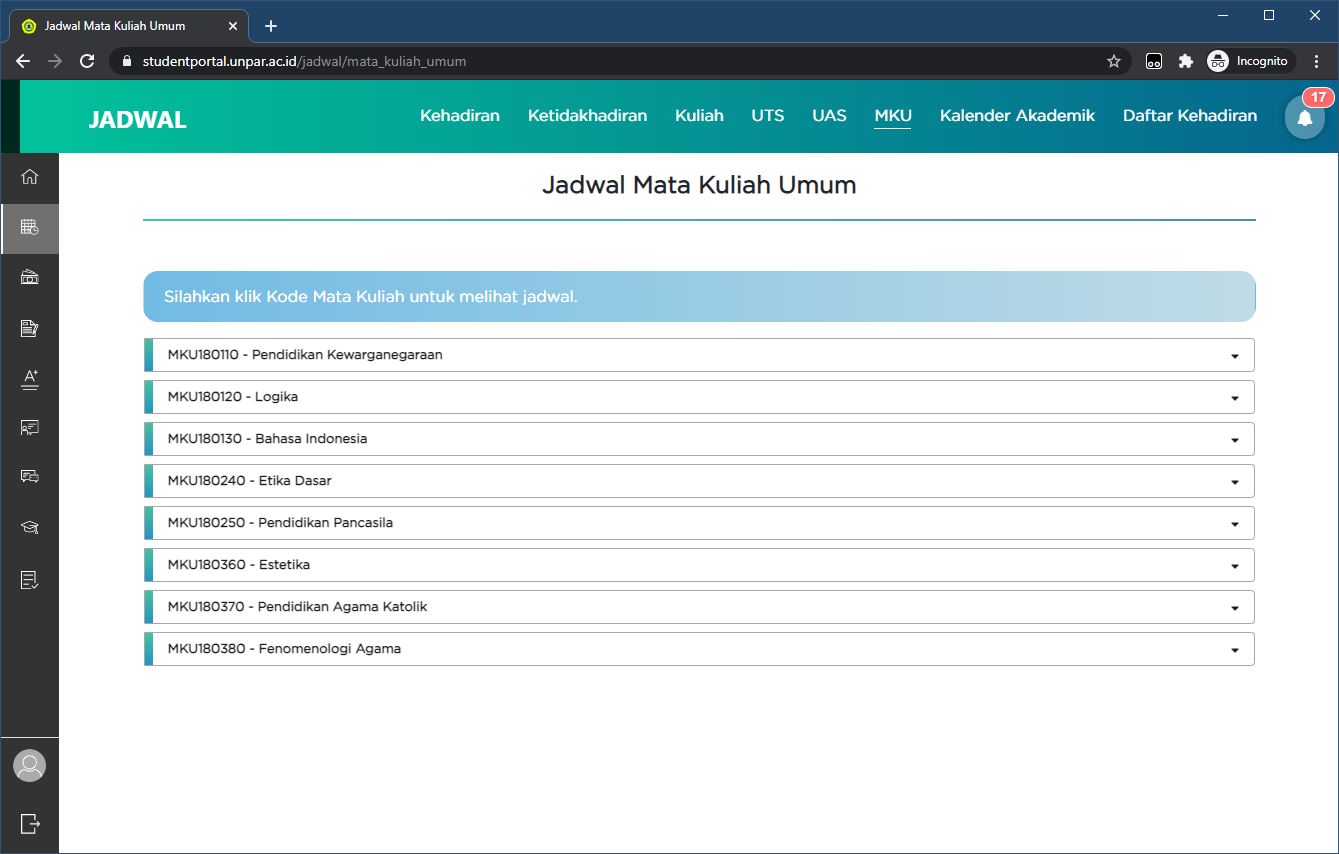 Jadwal Mata Kuliah Umum
studentportal.unpar.ac.id/jadwal/mata_kuliah_umum
Incognito
JADWAL
Kehadiran Ketidakhadiran Kuliah UTS UAS MKU Kalender Akademik Daftar Kehadiran
17
Jadwal Mata Kuliah Umum
Silahkan klik Kode Mata Kuliah untuk melihat jadwal.
MKU180110 - Pendidikan Kewarganegaraan
MKU180120 - Logika
MKU180130 - Bahasa Indonesia
MKU180240 - Etika Dasar
MKU180250 - Pendidikan Pancasila
MKU180360 - Estetika
MKU180370 - Pendidikan Agama Katolik
MKU180380 - Fenomenologi Agama
A+